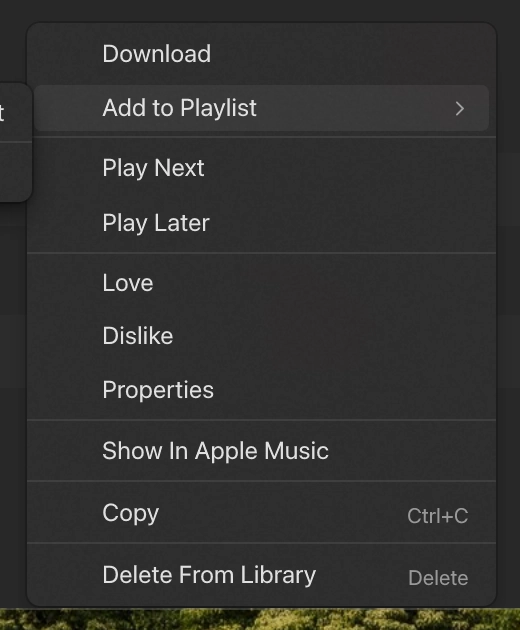 Download
Add to Playlist
Play Next
Play Later
Love
Dislike
Properties
Show In Apple Music
Copy Ctrl+C
Delete From Library Delete